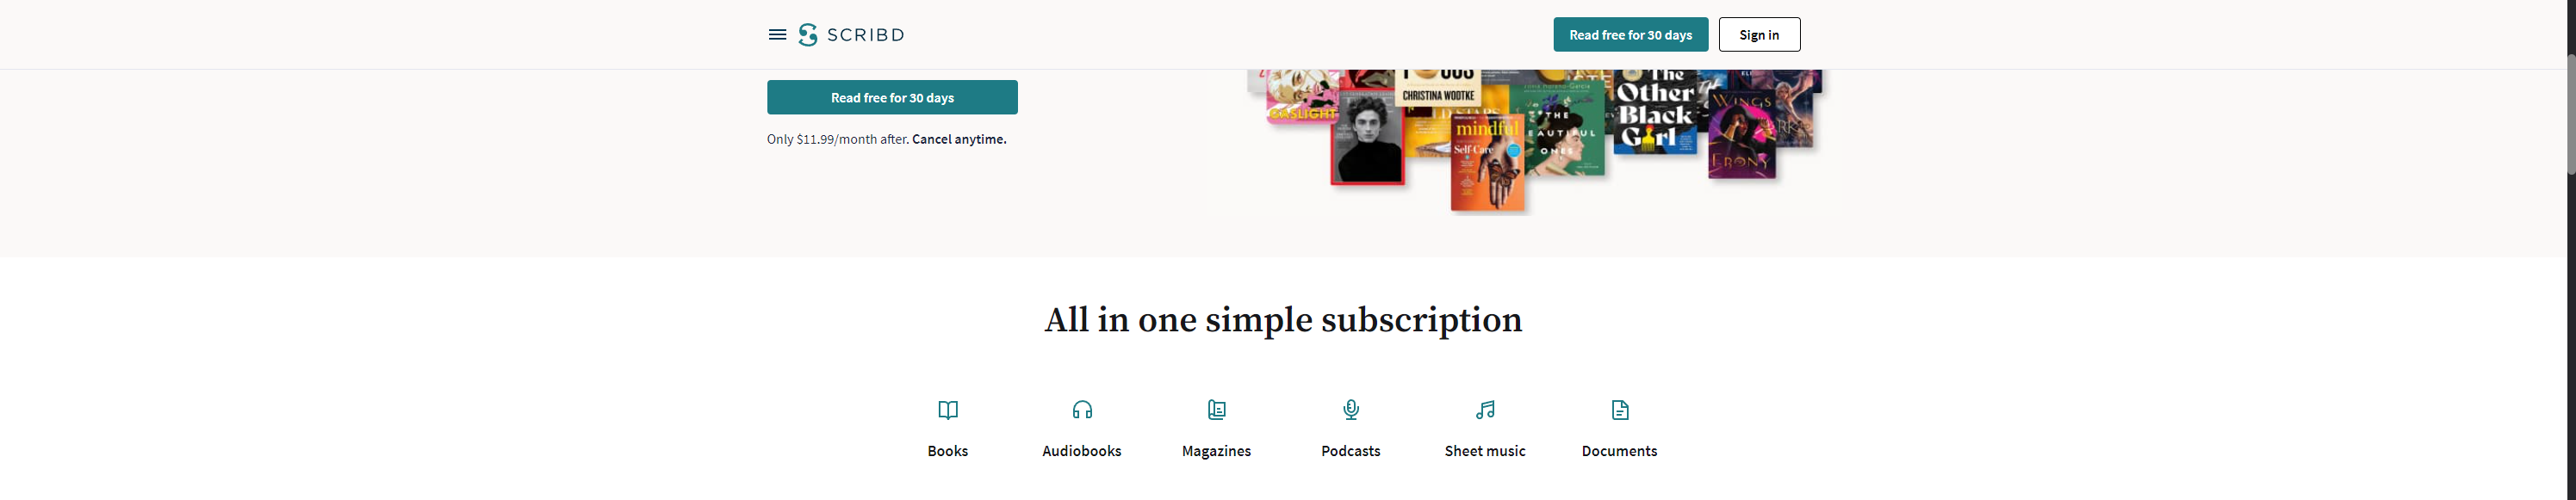 SCRIBD
Read free for 30 days
Sign in
Read free for 30 days
Only $11.99/month after. Cancel anytime.
GASLIGHT
CHRISTINA WODTKE
mindful
Self-Care
THE
BEAUTIFUL
ONES
The
Other
Black
Girl
WINGS
EBONY
All in one simple subscription
Books
Audiobooks
Magazines
Podcasts
Sheet music
Documents